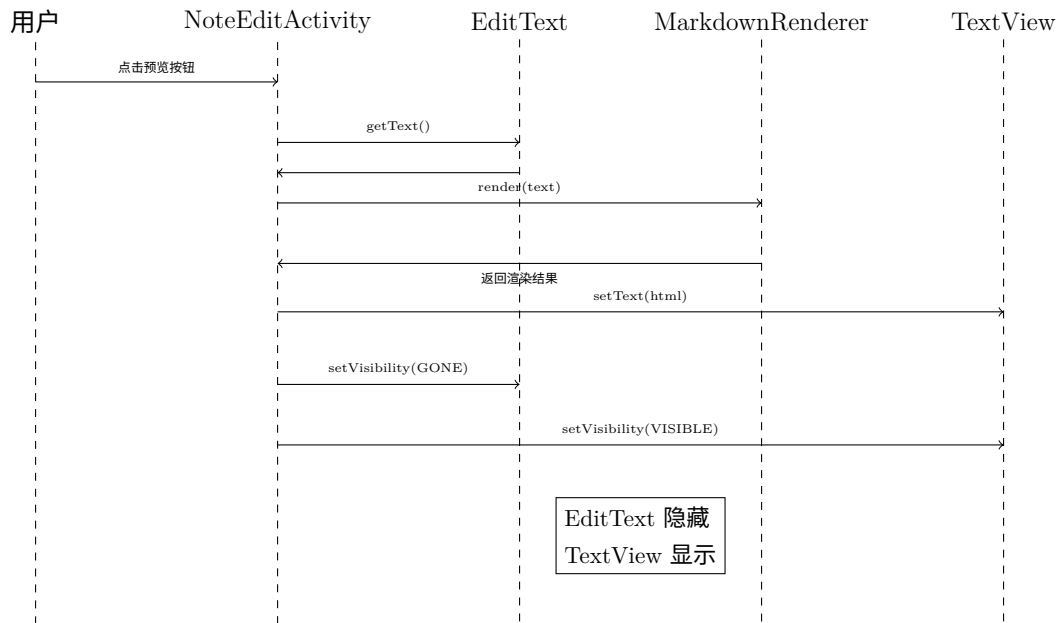 用户
NoteEditActivity
EditText
MarkdownRenderer
TextView
点击预览按钮
getText()
render(text)
返回渲染结果
setText(html)
setVisibility(GONE)
setVisibility(VISIBLE)
EditText 隐藏
TextView 显示